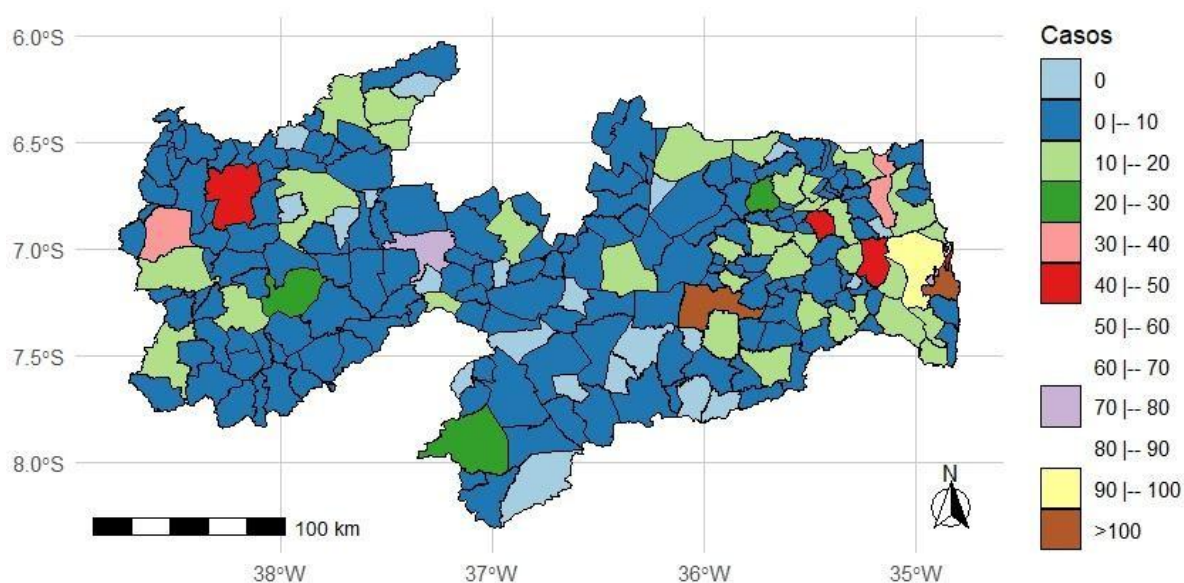 Casos
0
0 |-- 10
10 |-- 20
20 |-- 30
30 |-- 40
40 |-- 50
50 |-- 60
60 |-- 70
70 |-- 80
80 |-- 90
90 |-- 100
>100
6.0°S
6.5°S
7.0°S
7.5°S
8.0°S
N
100 km
38°W
37°W
36°W
35°W